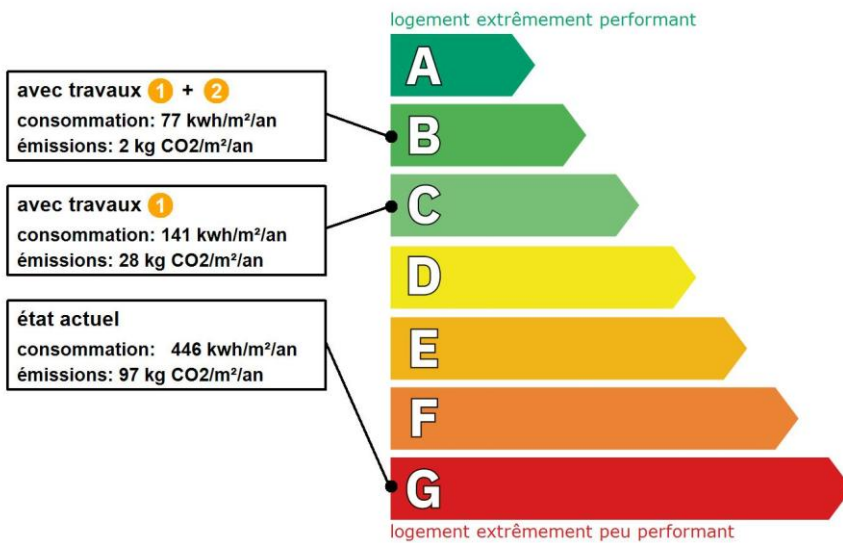 logement extrêmement performant
A
avec travaux 1 + 2
consommation: 77 kwh/m²/an
émissions: 2 kg CO2/m²/an
B
avec travaux 1
consommation: 141 kwh/m²/an
émissions: 28 kg CO2/m²/an
C
D
état actuel
consommation: 446 kwh/m²/an
émissions: 97 kg CO2/m²/an
E
F
G
logement extrêmement peu performant